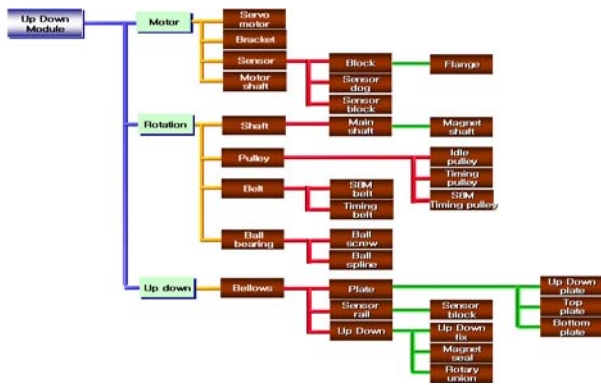 Up Down
Module
Motor
Servo
motor
Bracket
Sensor
Block
Flange
Motor
shaft
Sensor
dog
Sensor
block
Rotation
Shaft
Main
shaft
Magnet
shaft
Pulley
Idle
pulley
Timing
pulley
SBM
Timing pulley
Belt
SBM
belt
Timing
belt
Ball
bearing
Ball
screw
Ball
spline
Up down
Bellows
Plate
Up Down
plate
Top
plate
Bottom
plate
Sensor
rail
Sensor
block
Up Down
Up Down
fix
Magnet
seal
Rotary
union